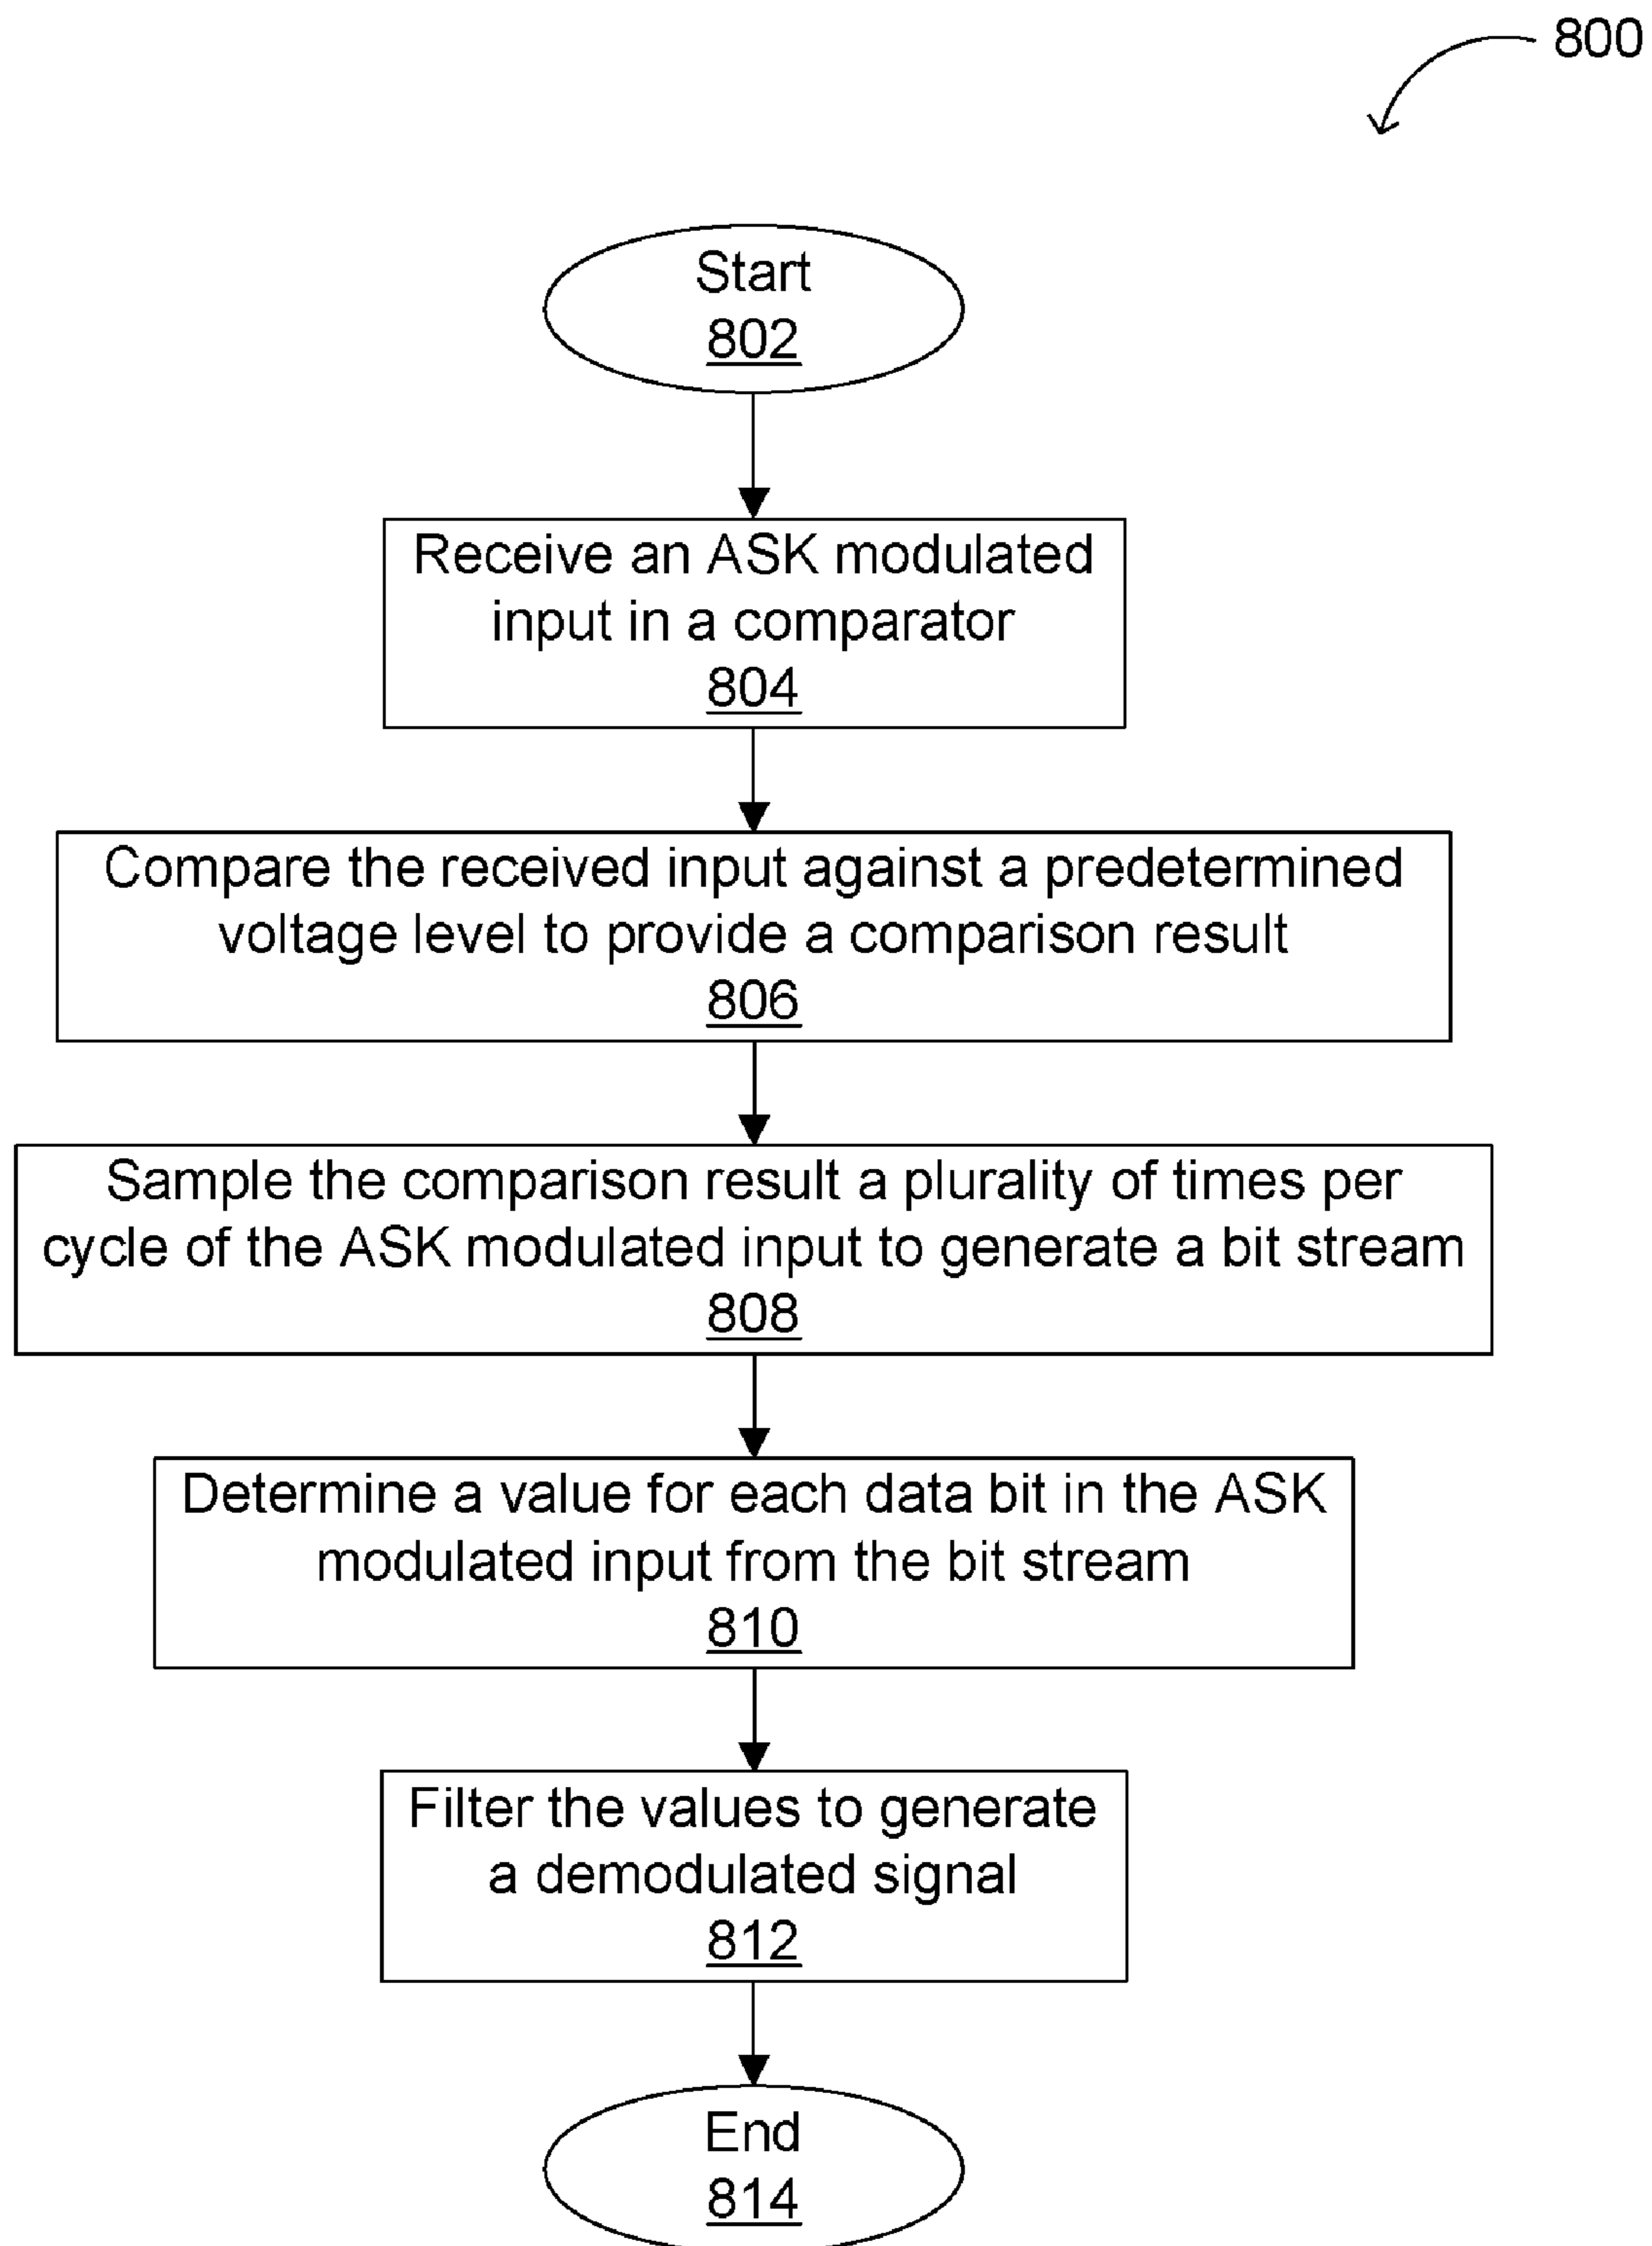 800
Start
802
Receive an ASK modulated
input in a comparator
804
Compare the received input against a predetermined
voltage level to provide a comparison result
806
Sample the comparison result a plurality of times per
cycle of the ASK modulated input to generate a bit stream
808
Determine a value for each data bit in the ASK
modulated input from the bit stream
810
Filter the values to generate
a demodulated signal
812
End
814